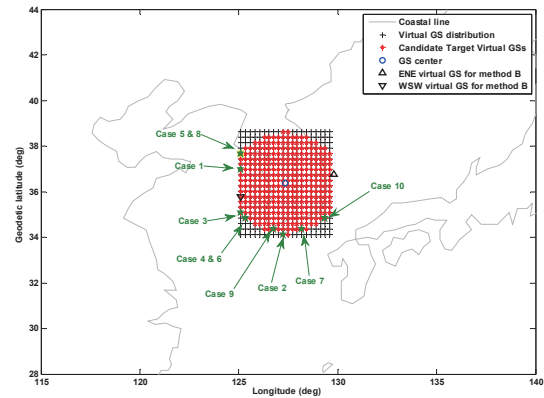 44
42
40
38
36
34
32
30
28
Geodetic latitude (deg)
Coastal line
Virtual GS distribution
Candidate Target Virtual GSs
GS center
ENE virtual GS for method B
WSW virtual GS for method B
Case 5 & 8
Case 1
Case 10
Case 3
Case 4 & 6
Case 9
Case 2
Case 7
115
120
125
130
135
140
Longitude (deg)